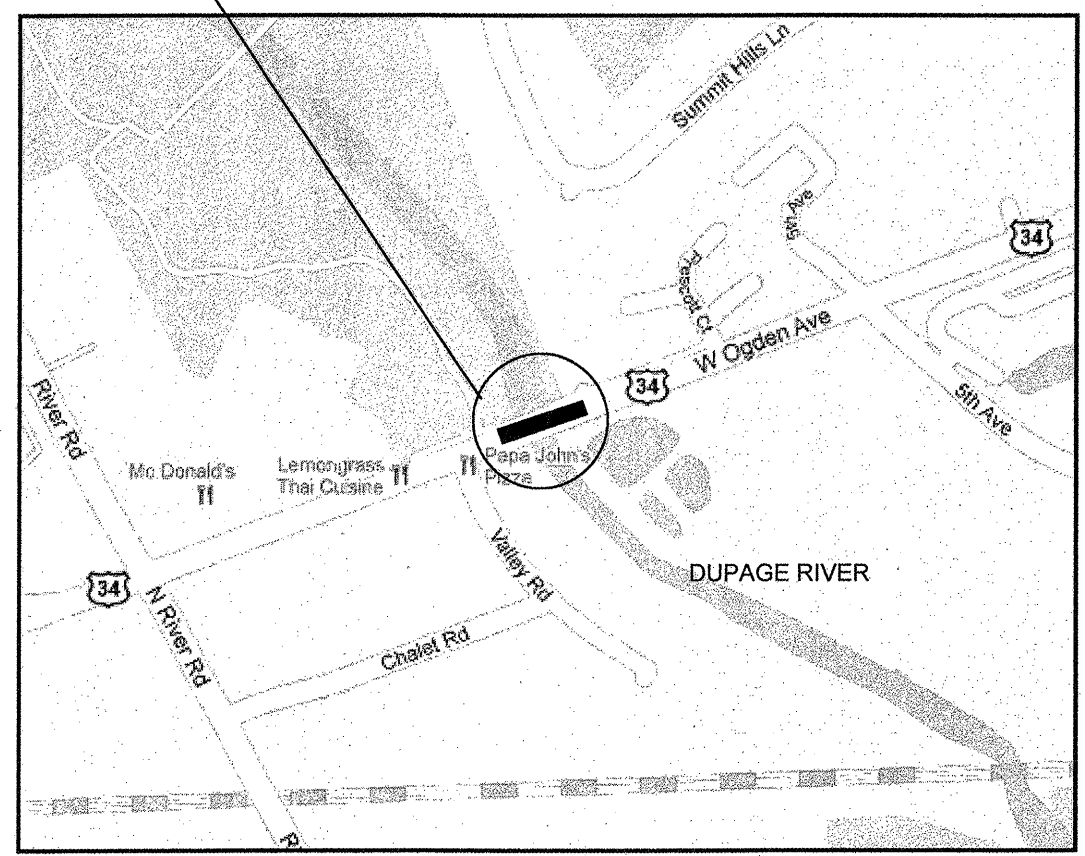 Summit Hills Ln
5th Ave
34
Prescott Ct
W Ogden Ave
34
5th Ave
River Rd
Mc Donald's
Lemongrass
Thai Cuisine
Papa John's
Pizza
Valley Rd
DUPAGE RIVER
34
N River Rd
Chalet Rd